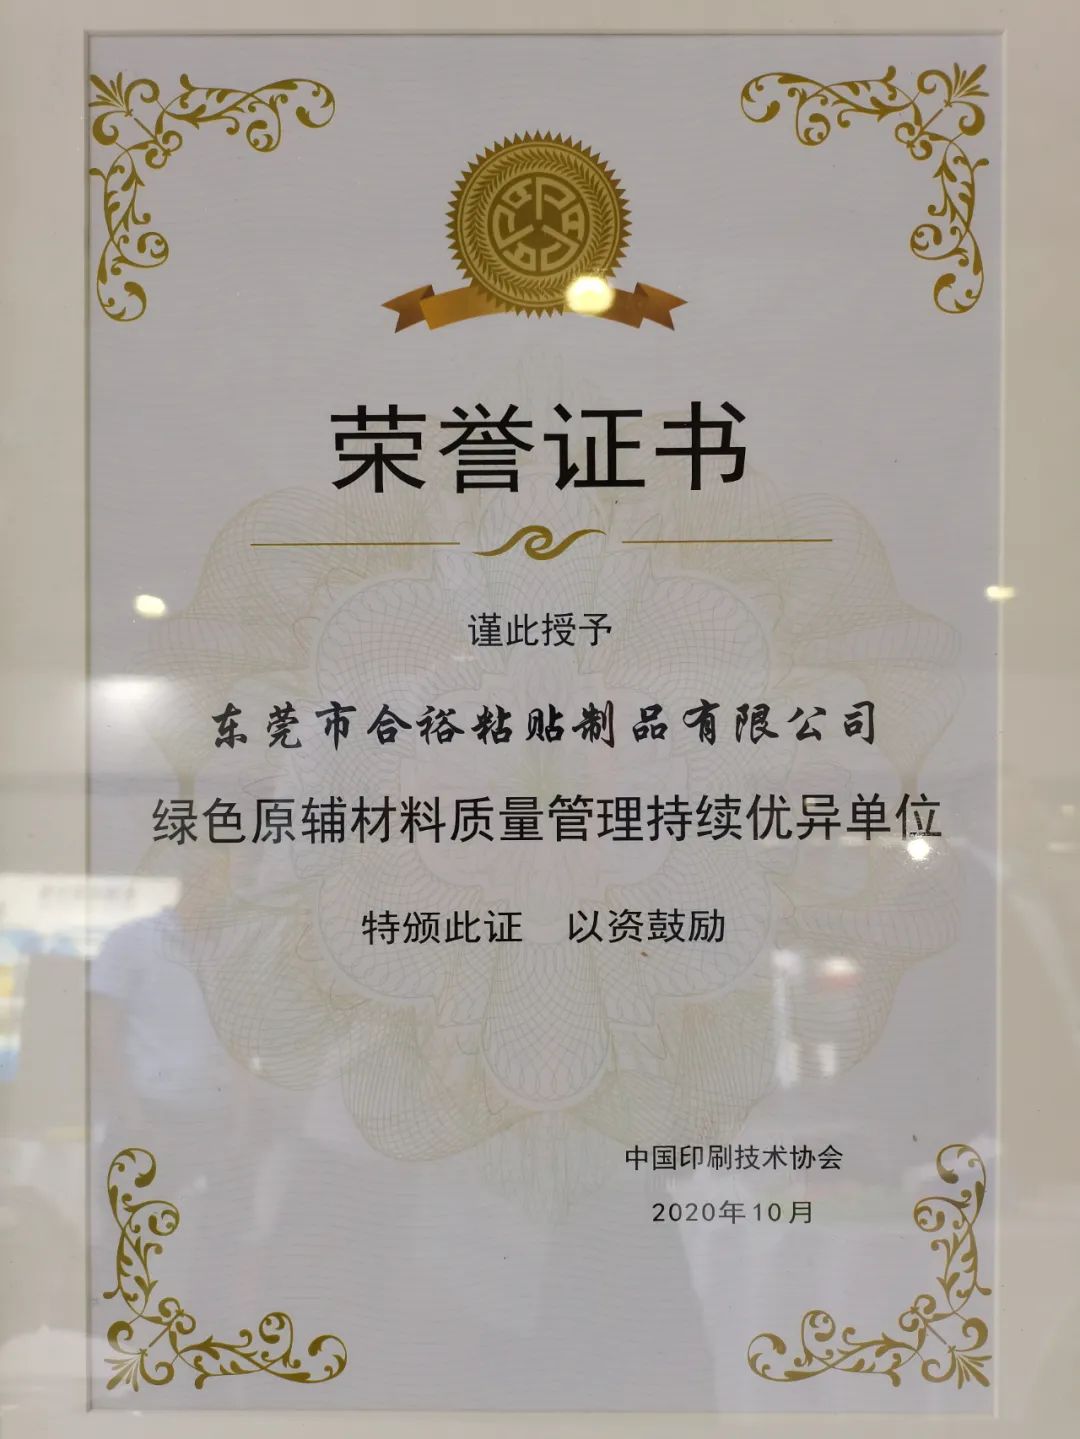 荣誉证书
谨此授予
东莞市合裕粘贴制品有限公司
绿色原辅材料质量管理持续优异单位
特颁此证 以资鼓励
中国印刷技术协会
2020年10月